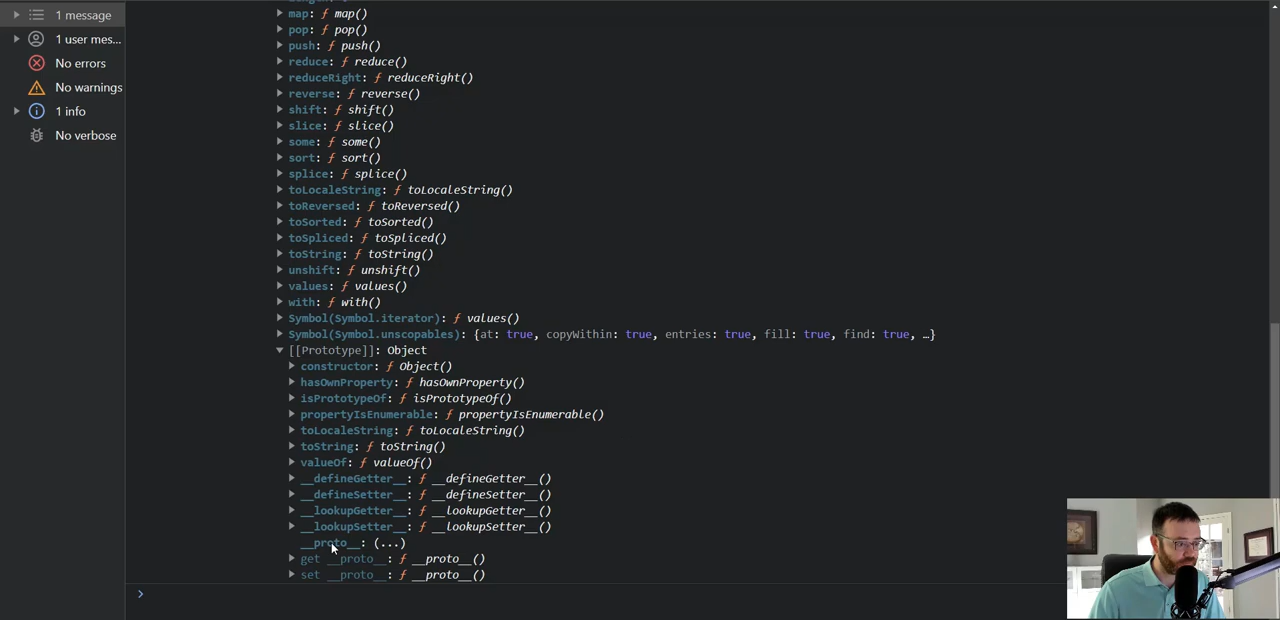 1 message
1 user mes...
No errors
No warnings
1 info
No verbose
map: ƒ map()
pop: ƒ pop()
push: ƒ push()
reduce: ƒ reduce()
reduceRight: ƒ reduceRight()
reverse: ƒ reverse()
shift: ƒ shift()
slice: ƒ slice()
some: ƒ some()
sort: ƒ sort()
splice: ƒ splice()
toLocaleString: ƒ toLocaleString()
toReversed: ƒ toReversed()
toSorted: ƒ toSorted()
toSpliced: ƒ toSpliced()
toString: ƒ toString()
unshift: ƒ unshift()
values: ƒ values()
with: ƒ with()
Symbol(Symbol.iterator): ƒ values()
Symbol(Symbol.unscopables): {at: true, copyWithin: true, entries: true, fill: true, find: true, …}
[[Prototype]]: Object
constructor: ƒ Object()
hasOwnProperty: ƒ hasOwnProperty()
isPrototypeOf: ƒ isPrototypeOf()
propertyIsEnumerable: ƒ propertyIsEnumerable()
toLocaleString: ƒ toLocaleString()
toString: ƒ toString()
valueOf: ƒ valueOf()
__defineGetter__: ƒ __defineGetter__()
__defineSetter__: ƒ __defineSetter__()
__lookupGetter__: ƒ __lookupGetter__()
__lookupSetter__: ƒ __lookupSetter__()
__proto__: (...)
get __proto__: ƒ __proto__()
set __proto__: ƒ __proto__()